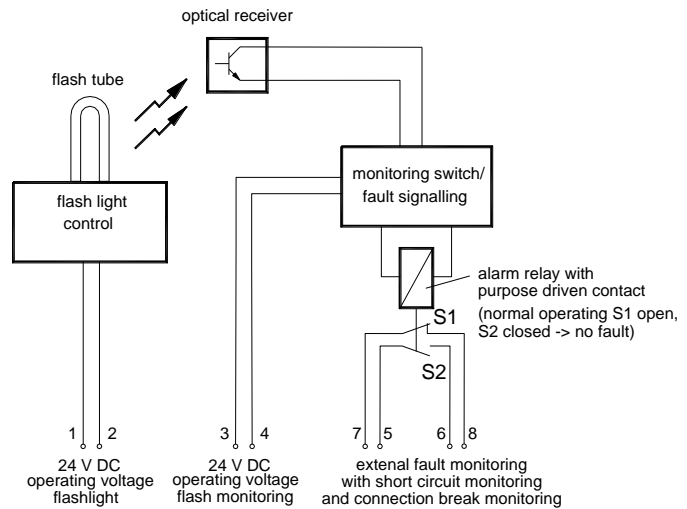 optical receiver
flash tube
flash light
control
monitoring switch/
fault signalling
alarm relay with
purpose driven contact
(normal operating S1 open,
S2 closed -> no fault)
S1
S2
1 2 3 4 7 5 6 8
24 V DC
operating voltage
flashlight
24 V DC
operating voltage
flash monitoring
extenal fault monitoring
with short circuit monitoring
and connection break monitoring